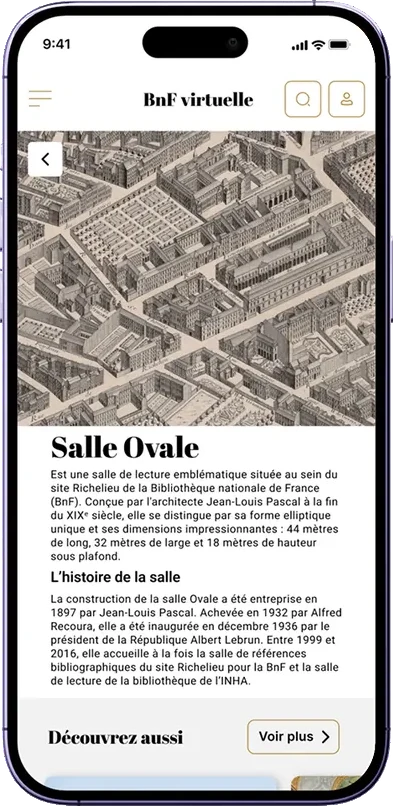 9:41
BnF virtuelle
Salle Ovale
Est une salle de lecture emblématique située au sein du
site Richelieu de la Bibliothèque nationale de France
(BnF). Conçue par l'architecte Jean-Louis Pascal à la fin
du XIXᵉ siècle, elle se distingue par sa forme elliptique
unique et ses dimensions impressionnantes : 44 mètres
de long, 32 mètres de large et 18 mètres de hauteur
sous plafond.
L'histoire de la salle
La construction de la salle Ovale a été entreprise en
1897 par Jean-Louis Pascal. Achevée en 1932 par Alfred
Recoura, elle a été inaugurée en décembre 1936 par le
président de la République Albert Lebrun. Entre 1999 et
2016, elle accueille à la fois la salle de références
bibliographiques du site Richelieu pour la BnF et la salle
de lecture de la bibliothèque de l'INHA.
Découvrez aussi
Voir plus